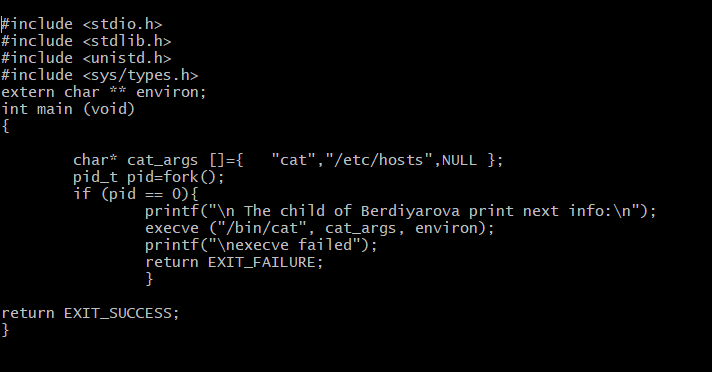 #include <stdio.h>
#include <stdlib.h>
#include <unistd.h>
#include <sys/types.h>
extern char ** environ;
int main (void)
{
char* cat_args []={   "cat","/etc/hosts",NULL };
pid_t pid=fork();
if (pid == 0){
printf("\n The child of Berdiyarova print next info:\n");
execve ("/bin/cat", cat_args, environ);
printf("\nexecve failed");
return EXIT_FAILURE;
}
return EXIT_SUCCESS;
}